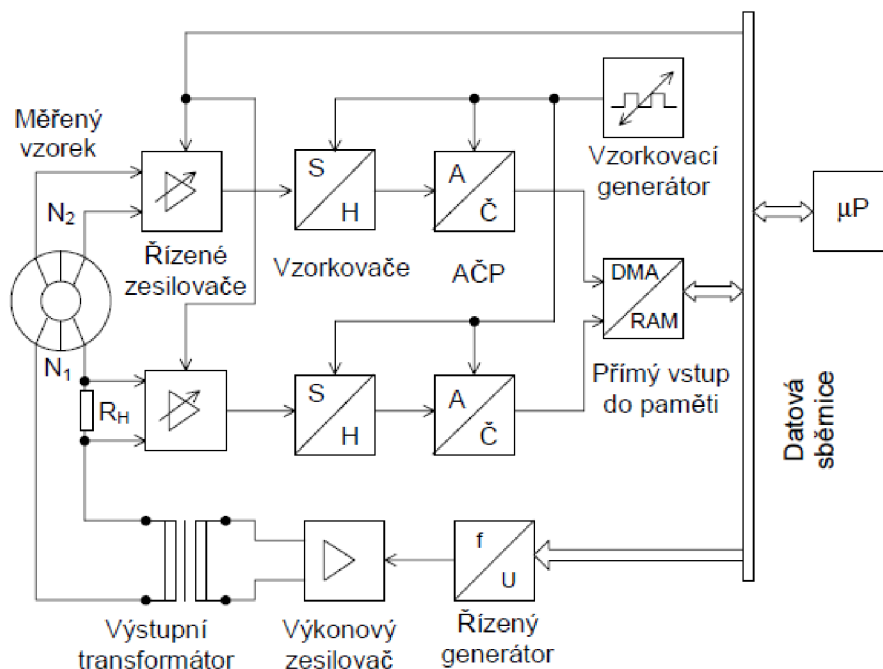 Měřený
vzorek
N2
N1
RH
Řízené
zesilovače
S
H
Vzorkovače
A
Č
AČP
Vzorkovací
generátor
µP
DMA
RAM
Přímý vstup
do paměti
S
H
A
Č
Datová
sběrnice
f
U
Výstupní
transformátor
Výkonový
zesilovač
Řízený
generátor